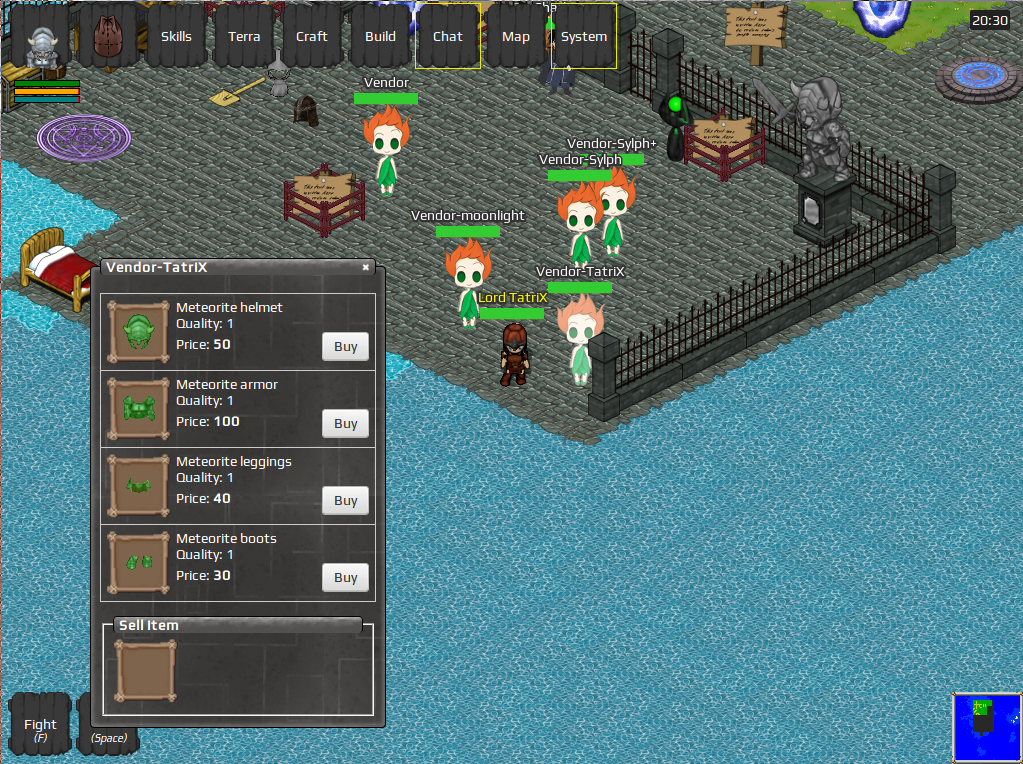 Skills
Terra
Craft
Build
Chat
Map
System
20:30
Vendor
Vendor-Sylph+
Vendor-Sylph
Vendor-moonlight
Vendor-TatriX
Lord TatriX
Vendor-TatriX
×
Meteorite helmet
Quality: 1
Price: 50
Buy
Meteorite armor
Quality: 1
Price: 100
Buy
Meteorite leggings
Quality: 1
Price: 40
Buy
Meteorite boots
Quality: 1
Price: 30
Buy
Sell Item
Fight
(F)
(Space)